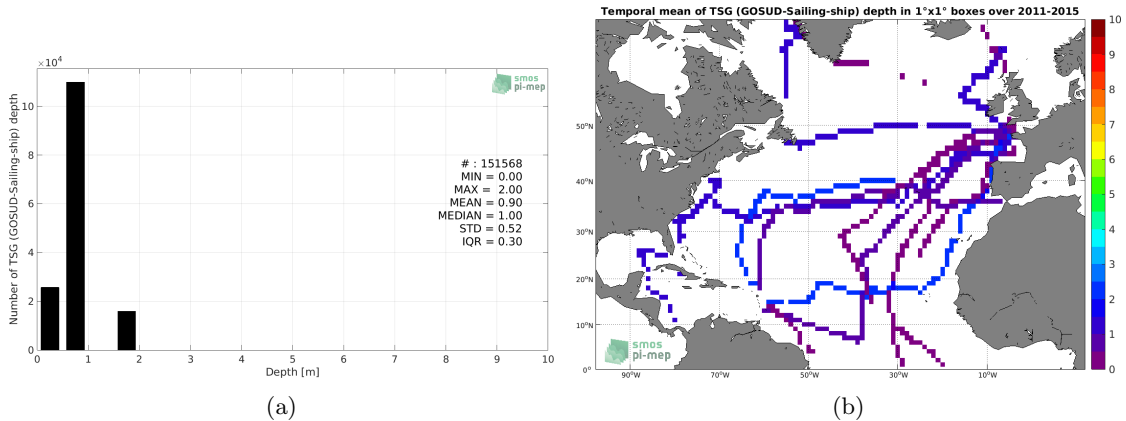 ×10⁴
10
8
6
4
2
0
Number of TSG (GOSUD-Sailing-ship) depth
smos
pi-mep
# : 151568
MIN = 0.00
MAX = 2.00
MEAN = 0.90
MEDIAN = 1.00
STD = 0.52
IQR = 0.30
0 1 2 3 4 5 6 7 8 9 10
Depth [m]
(a)
Temporal mean of TSG (GOSUD-Sailing-ship) depth in 1°x1° boxes over 2011-2015
50°N
40°N
30°N
20°N
10°N
0°
90°W 70°W 50°W 30°W 10°W
smos
pi-mep
10
9
8
7
6
5
4
3
2
1
0
(b)